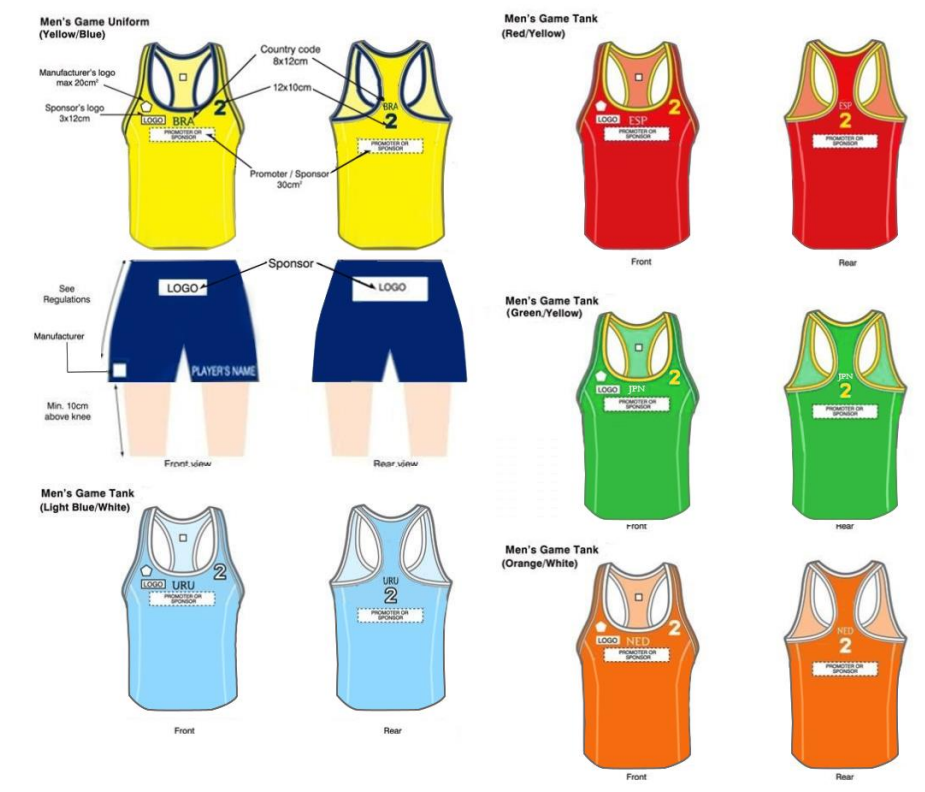 Men's Game Uniform
(Yellow/Blue)
Manufacturer's logo
max 20cm²
Sponsor's logo
3x12cm
Country code
8x12cm
12x10cm
Promoter / Sponsor
30cm²
2
LOGO
BRA
PROMOTER OR
SPONSOR
BRA
2
PROMOTER OR
SPONSOR
Sponsor
See
Regulations
Manufacturer
Min. 10cm
above knee
LOGO
PLAYER'S NAME
LOGO
Front view
Rear view
Men's Game Tank
(Light Blue/White)
2
LOGO
URU
PROMOTER OR
SPONSOR
URU
2
PROMOTER OR
SPONSOR
Front
Rear
Men's Game Tank
(Red/Yellow)
2
LOGO
ESP
PROMOTER OR
SPONSOR
ESP
2
PROMOTER OR
SPONSOR
Front
Rear
Men's Game Tank
(Green/Yellow)
2
LOGO
JPN
PROMOTER OR
SPONSOR
JPN
2
PROMOTER OR
SPONSOR
Front
Rear
Men's Game Tank
(Orange/White)
2
LOGO
NED
PROMOTER OR
SPONSOR
NED
2
PROMOTER OR
SPONSOR
Front
Rear